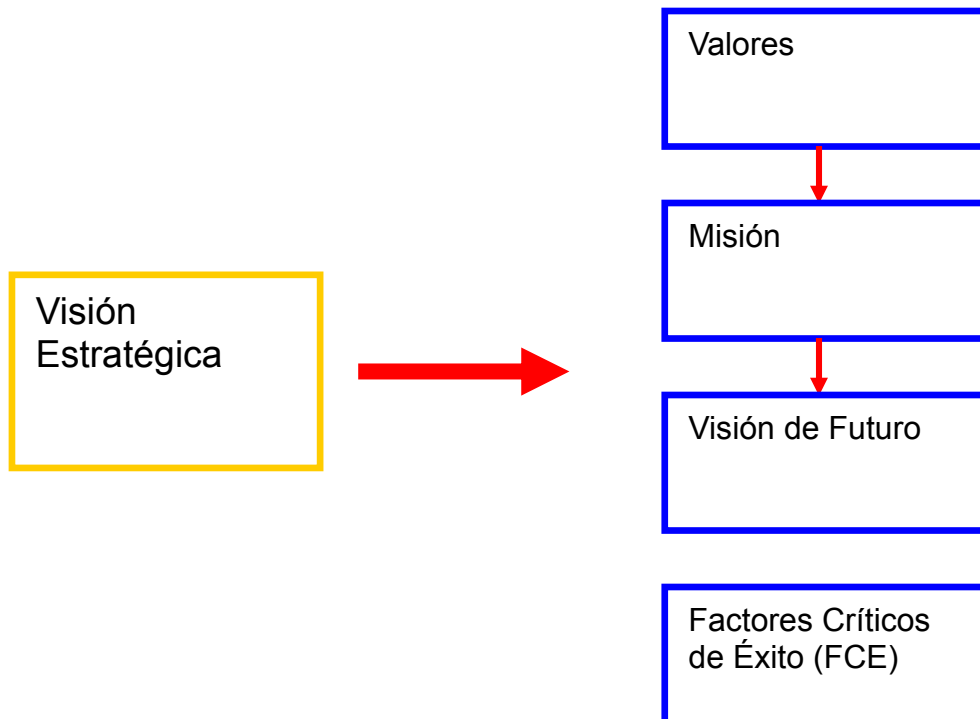 Valores
Misión
Visión
Estratégica
Visión de Futuro
Factores Críticos
de Éxito (FCE)